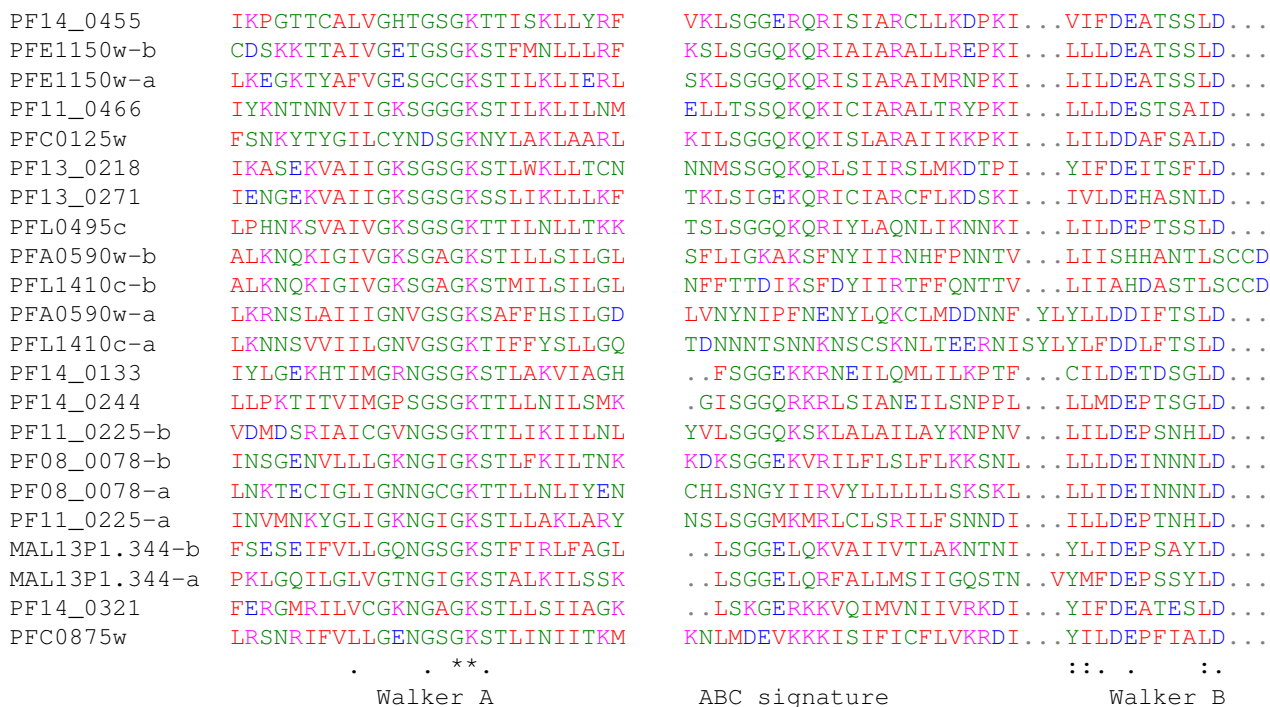 PF14_0455 IKPGTTCALVGHTGSGKTTISKLLYRF VKLSGGERQRISIARCLLKDPKI...VIFDEATSSLD...
PFE1150w-b CDSKKTTAIVGETGSGKSTFMNLLLRF KSLSGGQKQRIAIARALLREPKI...LLLDEATSSLD...
PFE1150w-a LKEGKTYAFVGESGCGKSTILKLIERL SKLSGGQKQRISIARAIMRNPKI...ILILDEATSSLD...
PF11_0466 IYKNTNNVIIGKSGGGKSTILKLILNM ELLTSSQKQKICIARALTRYPKI...LLLDESTSAID...
PFC0125w FSNKYTYGILCYNDSGKNYLAKLAARL KILSGGQKQKISLARAIIKKPKI...LILDDAFSALD...
PF13_0218 IKASEKVAIIGKSGSGKSTLWKLLTCN NNMSSGQKQRLSIIRSLMKDTPI...YIFDEITSFLD...
PF13_0271 IENGEKVAIIGKSGSGKSSLIKLLLKF TKLSIGEKQRICIARCFLKDSKI...IVLDEHASNLD...
PFL0495c LPHNKSVAIVGKSGSGKTTILNLLTKK TSLSGGQKQRIYLAQNLIKNNKI...LILDEPTSSLD...
PFA0590w-b ALKNQKIGIVGKSGAGKSTILLSILGL SFLIGKAKSFNYIIRNHFPNNTV...LIISHHANTLSCCD
PFL1410c-b ALKNQKIGIVGKSGAGKSTMILSILGL NFFTTDIKSFDYIIRTFFQNTTV...LIIAHDASTLSCCD
PFA0590w-a LKRNSLAIIIGNVGSGKSAFFHSILGD LVNYNIPFNENYLQKCLMDDNNF.YLYLLDDIFTSLD...
PFL1410c-a LKNNSVVIILGNVGSGKTIFFYSLLGQ TDNNNTSNNKNSCSKNLTEERNISYLYLFDDLFTSLD...
PF14_0133 IYLGEKHTIMGRNGSGKSTLAKVIAGH ..FSGGEKKRNEILQMLILKPTF...CILDETDSGLD...
PF14_0244 LLPKTITVIMGPSGSGKTTLLNILSMK .GISGGQRKRLSIANEILSNPPL...LLMDEPTSGLD...
PF11_0225-b VDMDSRIAICGVNGSGKTTLIKIILNL YVLSGGQKSKLALAILAYKNPNV...LILDEPSNHLD...
PF08_0078-b INSGENVLLLGKNGIGKSTLFKILTNK KDKSGGEKVRILFLSLFLKKSNL...LLLDEINNNLD...
PF08_0078-a LNKTECIGLIGNNGCGKTTLLNLIYEN CHLSNGYIIRVYLLLLLLSKSKL...LLIDEINNNLD...
PF11_0225-a INVMNKYGLIGKNGIGKSTLLAKLARY NSLSGGMKMRLCLSRILFSNNDI...ILLDEPTNHLD...
MAL13P1.344-b FSESEIFVLLGQNGSGKSTFIRLFAGL ..LSGGELQKVAIIVTLAKNTNI...YLIDEPSAYLD...
MAL13P1.344-a PKLGQILGLVGTNGIGKSTALKILSSK ..LSGGELQRFALLMSIIGQSTN..VYMFDEPSSYLD...
PF14_0321 FERGMRILVCGKNGAGKSTLLSIIAGK ..LSKGERKKVQIMVNIIVRKDI...YIFDEATESLD...
PFC0875w LRSNRIFVLLGENGSGKSTLINIITKM KNLMDEVKKKISIFICFLVKRDI...YILDEPFIALD...
. . **. ::. . :.
Walker A ABC signature Walker B